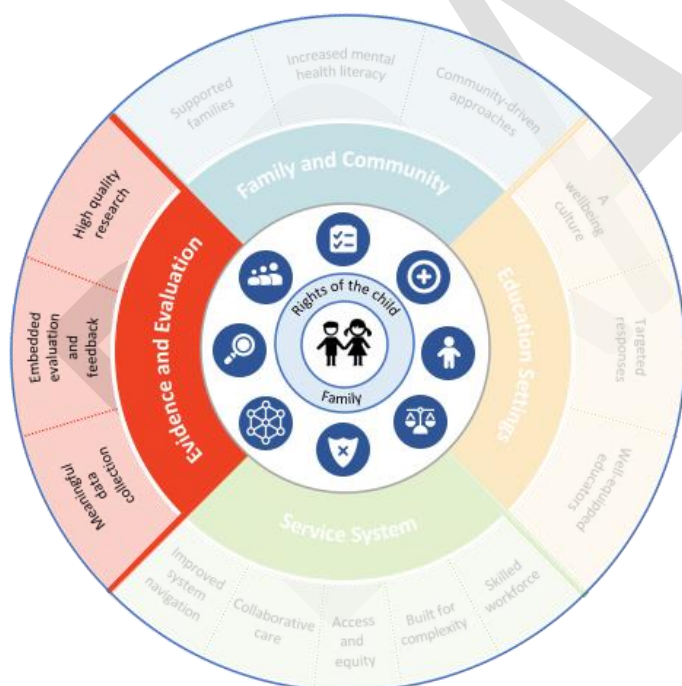 Supported
families
Increased mental
health literacy
Community-driven
approaches
Family and Community
A
wellbeing
culture
Targeted
responses
Well-equipped
educators
Education Settings
Skilled
workforce
Built for
complexity
Access
and
equity
Collaborative
care
Improved
system
navigation
Service System
Meaningful
data
collection
Embedded
evaluation
and
feedback
High quality
research
Evidence and Evaluation
Rights of the child
Family